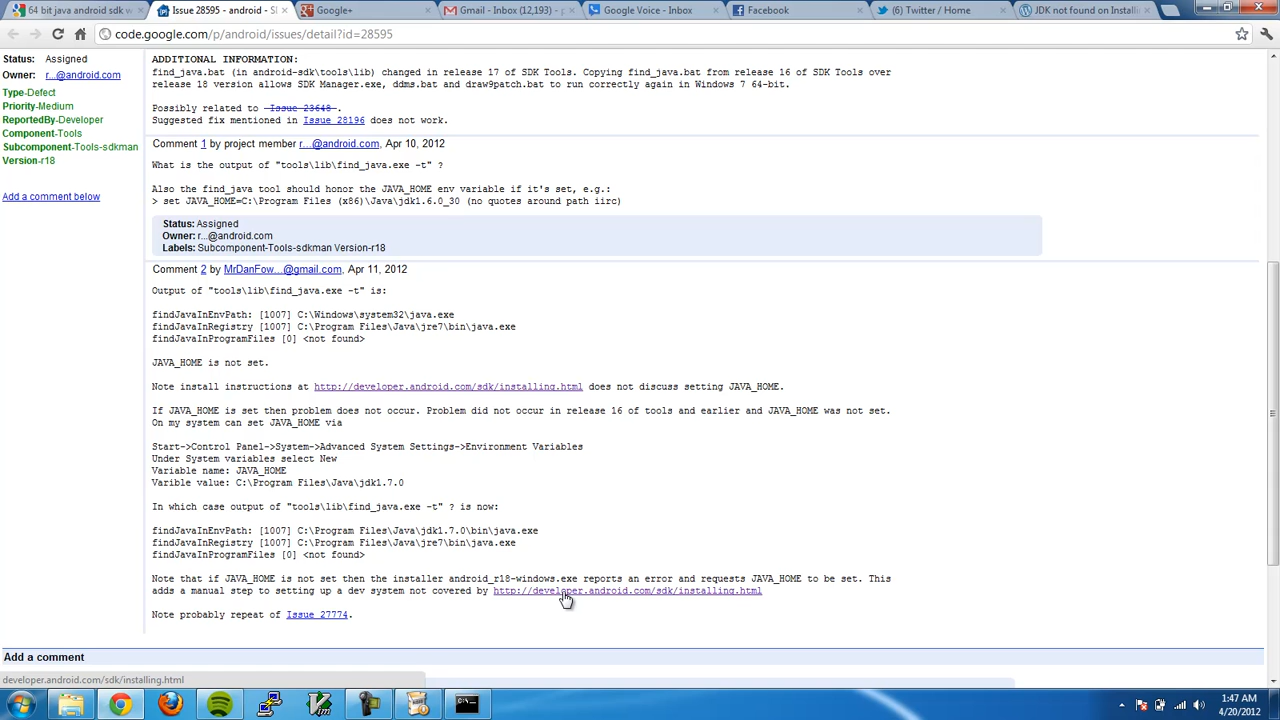 64 bit java android sdk w
Issue 28595 - android - S
Google+
Gmail - Inbox (12,193) -
Google Voice - Inbox
Facebook
(6) Twitter / Home
JDK not found on Installi
code.google.com/p/android/issues/detail?id=28595
Status: Assigned
Owner: r...@android.com
Type-Defect
Priority-Medium
ReportedBy-Developer
Component-Tools
Subcomponent-Tools-sdkman
Version-r18
Add a comment below
ADDITIONAL INFORMATION:
find_java.bat (in android-sdk\tools\lib) changed in release 17 of SDK Tools. Copying find_java.bat from release 16 of SDK Tools over
release 18 version allows SDK Manager.exe, ddms.bat and draw9patch.bat to run correctly again in Windows 7 64-bit.
Possibly related to Issue 23648 .
Suggested fix mentioned in Issue 28196 does not work.
Comment 1 by project member r...@android.com, Apr 10, 2012
What is the output of "tools\lib\find_java.exe -t" ?
Also the find_java tool should honor the JAVA_HOME env variable if it's set, e.g.:
> set JAVA_HOME=C:\Program Files (x86)\Java\jdk1.6.0_30 (no quotes around path iirc)
Status: Assigned
Owner: r...@android.com
Labels: Subcomponent-Tools-sdkman Version-r18
Comment 2 by MrDanFow...@gmail.com, Apr 11, 2012
Output of "tools\lib\find_java.exe -t" is:
findJavaInEnvPath: [1007] C:\Windows\system32\java.exe
findJavaInRegistry [1007] C:\Program Files\Java\jre7\bin\java.exe
findJavaInProgramFiles [0] <not found>
JAVA_HOME is not set.
Note install instructions at http://developer.android.com/sdk/installing.html does not discuss setting JAVA_HOME.
If JAVA_HOME is set then problem does not occur. Problem did not occur in release 16 of tools and earlier and JAVA_HOME was not set.
On my system can set JAVA_HOME via
Start->Control Panel->System->Advanced System Settings->Environment Variables
Under System variables select New
Variable name: JAVA_HOME
Varible value: C:\Program Files\Java\jdk1.7.0
In which case output of "tools\lib\find_java.exe -t" ? is now:
findJavaInEnvPath: [1007] C:\Program Files\Java\jdk1.7.0\bin\java.exe
findJavaInRegistry [1007] C:\Program Files\Java\jre7\bin\java.exe
findJavaInProgramFiles [0] <not found>
Note that if JAVA_HOME is not set then the installer android_r18-windows.exe reports an error and requests JAVA_HOME to be set. This
adds a manual step to setting up a dev system not covered by http://developer.android.com/sdk/installing.html
Note probably repeat of Issue 27774.
Add a comment
developer.android.com/sdk/installing.html
1:47 AM
4/20/2012